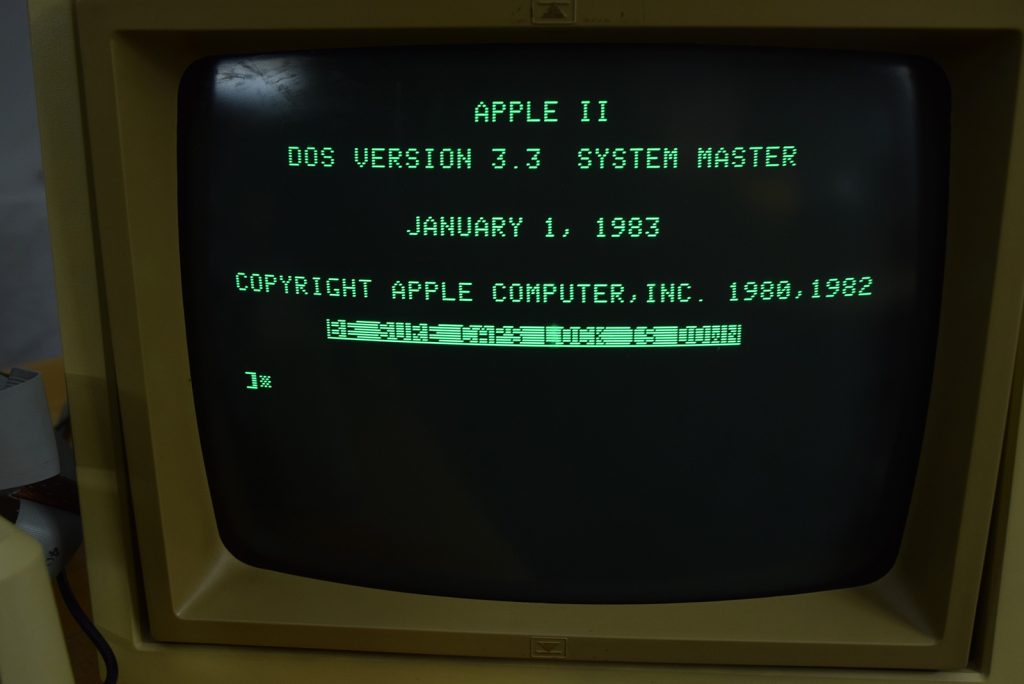 APPLE II
DOS VERSION 3.3 SYSTEM MASTER
JANUARY 1, 1983
COPYRIGHT APPLE COMPUTER,INC. 1980,1982
BE SURE CAPS LOCK IS DOWN
]